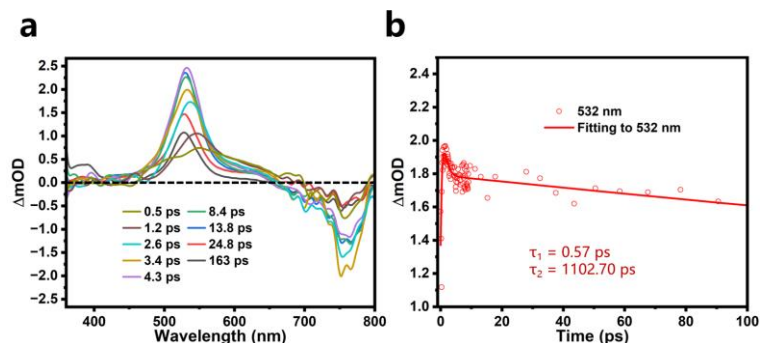 a
ΔmOD
2.5
2.0
1.5
1.0
0.5
0.0
-0.5
-1.0
-1.5
-2.0
-2.5
0.5 ps
1.2 ps
2.6 ps
3.4 ps
4.3 ps
8.4 ps
13.8 ps
24.8 ps
163 ps
400 500 600 700 800
Wavelength (nm)
b
ΔmOD
2.4
2.2
2.0
1.8
1.6
1.4
1.2
1.0
532 nm
Fitting to 532 nm
τ1 = 0.57 ps
τ2 = 1102.70 ps
0 20 40 60 80 100
Time (ps)